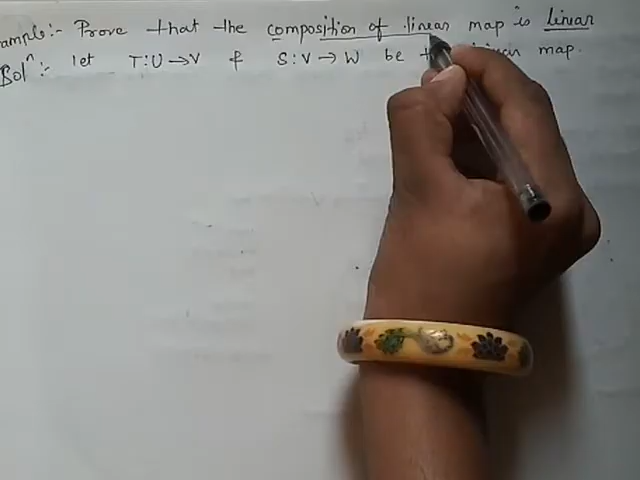 ample:- Prove that the composition of linear map is linear
Solⁿ:- let T:U→V & S:V→W be map.